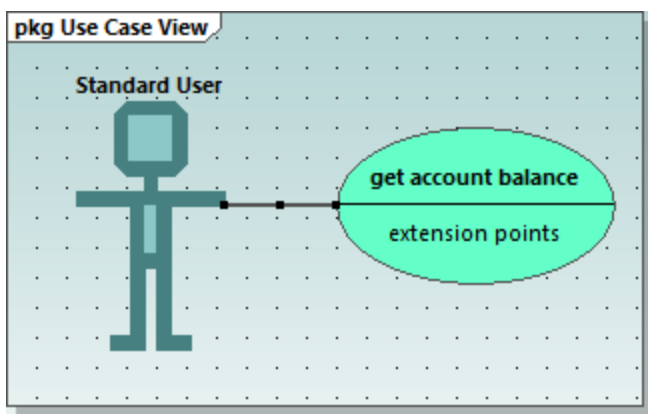 pkg Use Case View
Standard User
get account balance
extension points